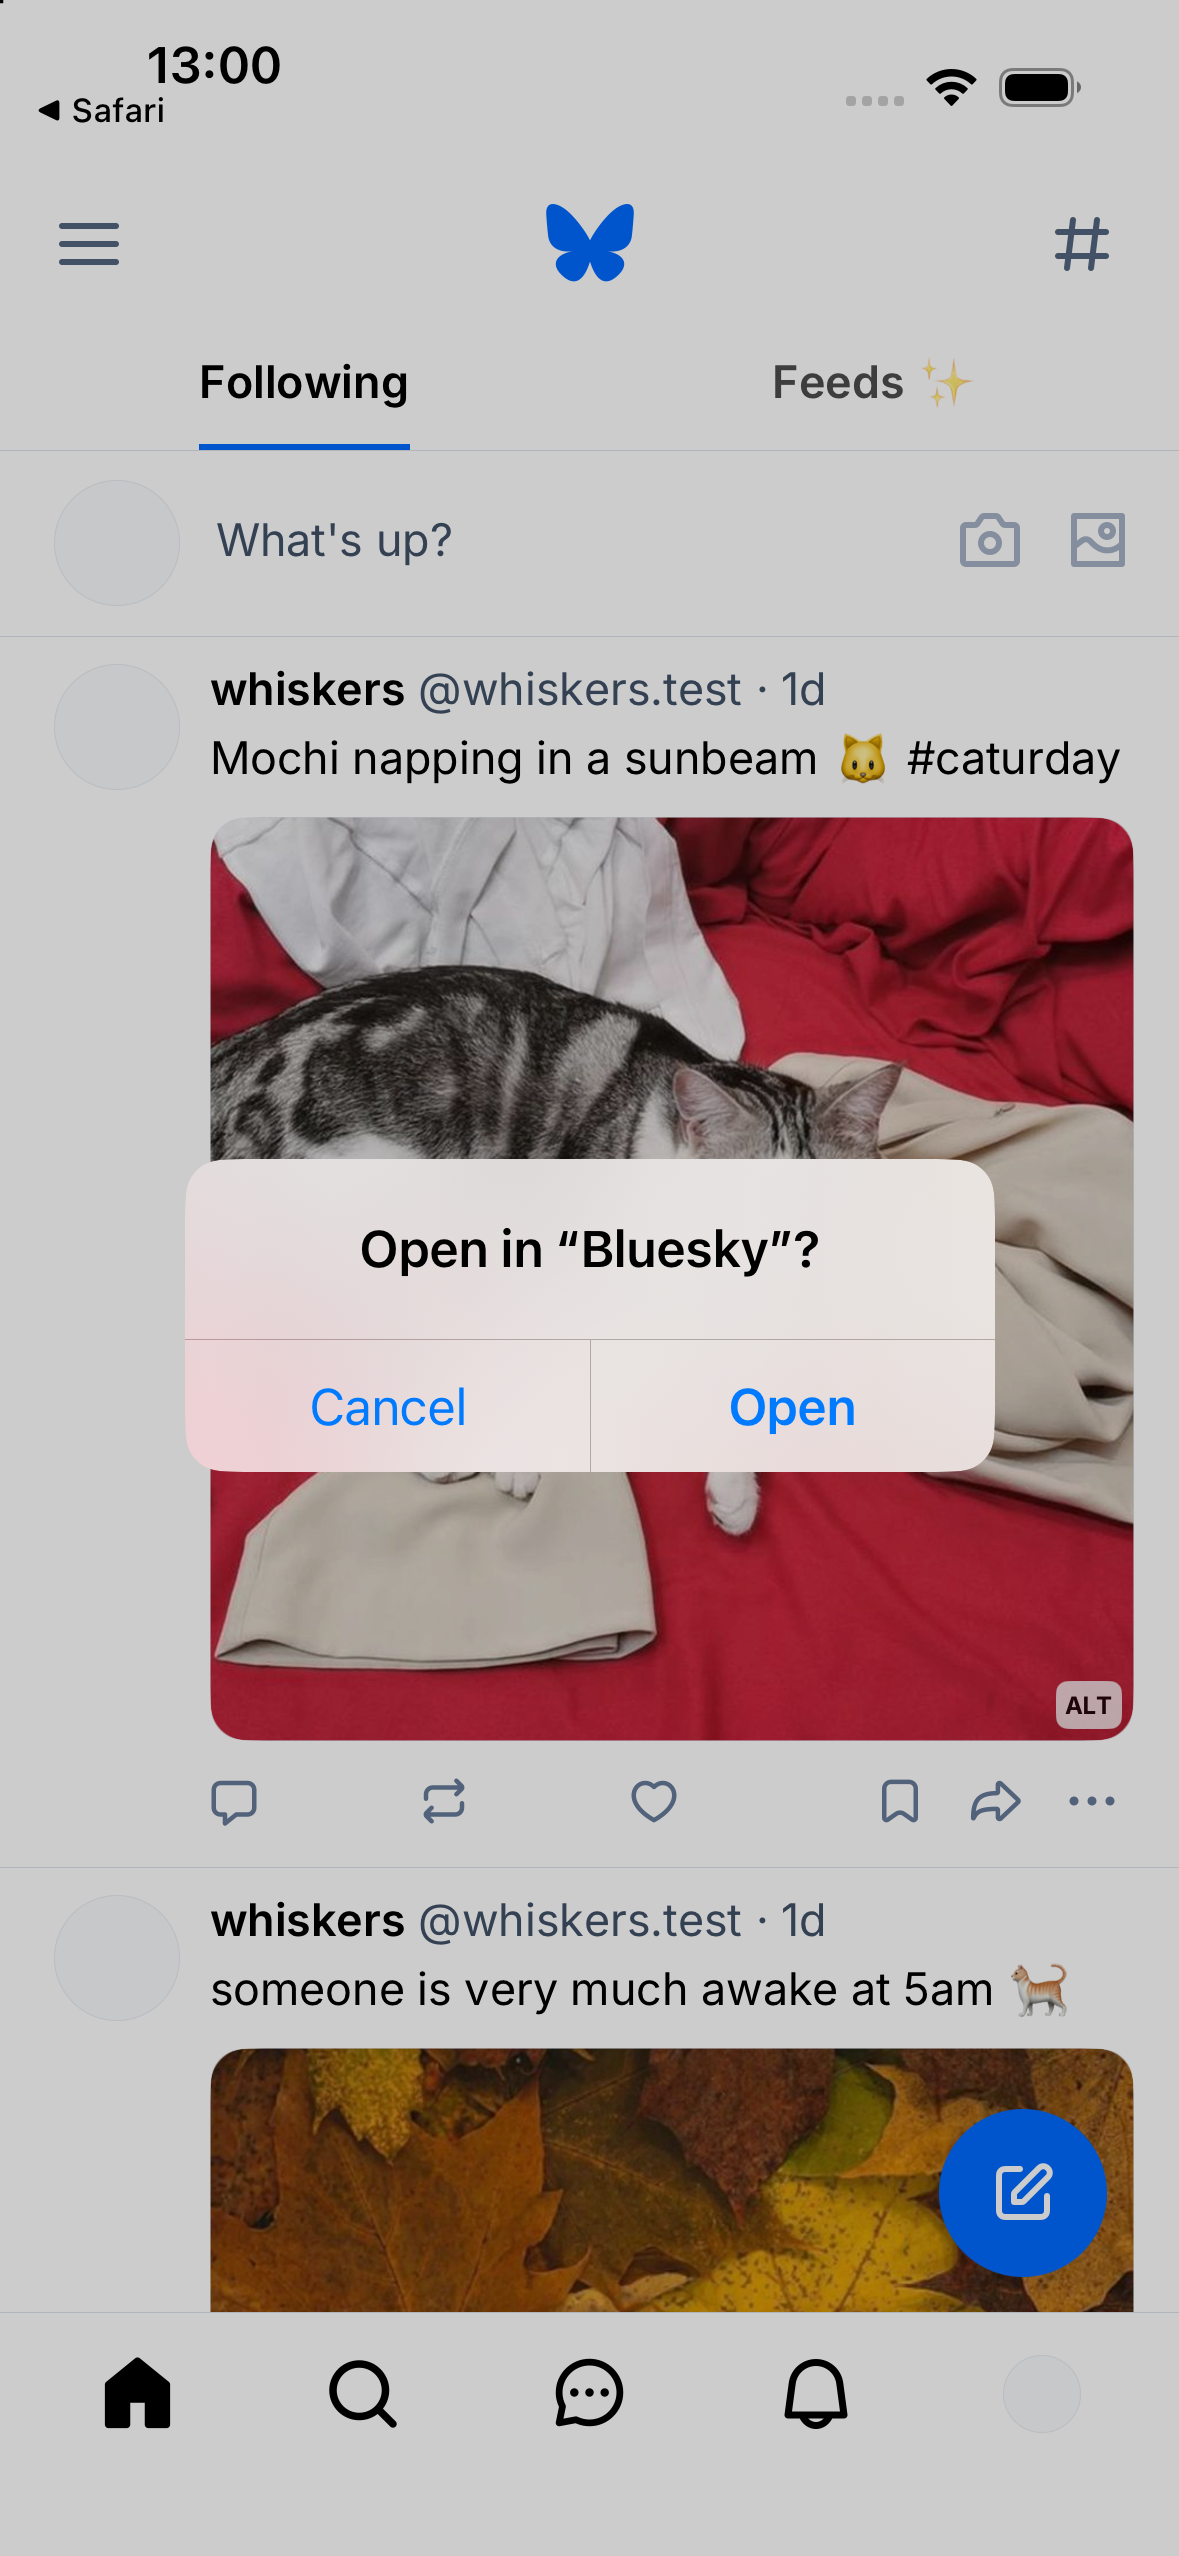 13:00
Safari
Following
Feeds ✨
What's up?
whiskers @whiskers.test · 1d
Mochi napping in a sunbeam 🐱 #caturday
Open in “Bluesky”?
Cancel
Open
ALT
whiskers @whiskers.test · 1d
someone is very much awake at 5am 🐈